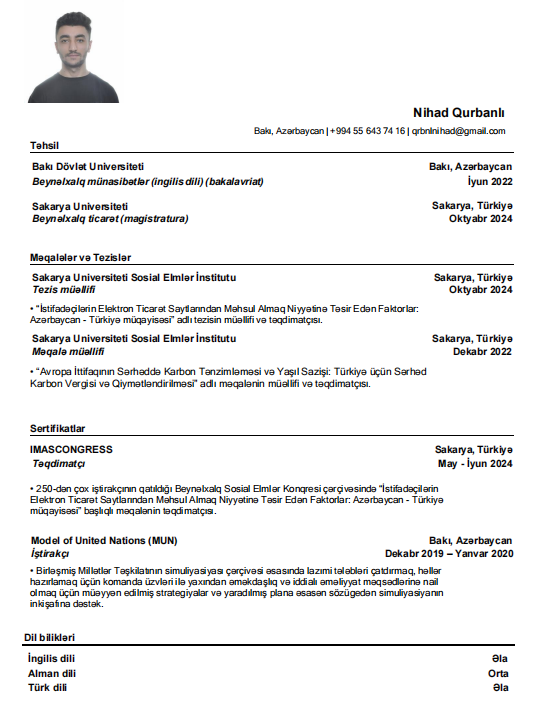 Nihad Qurbanlı
Bakı, Azərbaycan | +994 55 643 74 16 | qrbnlnihad@gmail.com
Təhsil
Bakı Dövlət Universiteti Bakı, Azərbaycan
Beynəlxalq münasibətlər (ingilis dili) (bakalavriat) İyun 2022
Sakarya Universiteti Sakarya, Türkiyə
Beynəlxalq ticarət (magistratura) Oktyabr 2024
Məqalələr və Tezislər
Sakarya Universiteti Sosial Elmlər İnstitutu Sakarya, Türkiyə
Tezis müəllifi Oktyabr 2024
• “İstifadəçilərin Elektron Ticarət Saytlarından Məhsul Almaq Niyyətinə Təsir Edən Faktorlar:
Azərbaycan - Türkiyə müqayisəsi” adlı tezisin müəllifi və təqdimatçısı.
Sakarya Universiteti Sosial Elmlər İnstitutu Sakarya, Türkiyə
Məqalə müəllifi Dekabr 2022
• “Avropa İttifaqının Sərhəddə Karbon Tənzimləməsi və Yaşıl Sazişi: Türkiyə üçün Sərhəd
Karbon Vergisi və Qiymətləndirilməsi” adlı məqalənin müəllifi və təqdimatçısı.
Sertifikatlar
IMASCONGRESS Sakarya, Türkiyə
Təqdimatçı May - İyun 2024
• 250-dən çox iştirakçının qatıldığı Beynəlxalq Sosial Elmlər Konqresi çərçivəsində “İstifadəçilərin
Elektron Ticarət Saytlarından Məhsul Almaq Niyyətinə Təsir Edən Faktorlar: Azərbaycan - Türkiyə
müqayisəsi” başlıqlı məqalənin təqdimatçısı.
Model of United Nations (MUN) Bakı, Azərbaycan
İştirakçı Dekabr 2019 – Yanvar 2020
• Birləşmiş Millətlər Təşkilatının simuliyasiyası çərçivəsi əsasında lazımi tələbləri çatdırmaq, həllər
hazırlamaq üçün komanda üzvləri ilə yaxından əməkdaşlıq və iddialı əməliyyat məqsədlərinə nail
olmaq üçün müəyyən edilmiş strategiyalar və yaradılmış plana əsasən sözügedən simuliyasiyanın
inkişafına dəstək.
Dil bilikləri
İngilis dili Əla
Alman dili Orta
Türk dili Əla